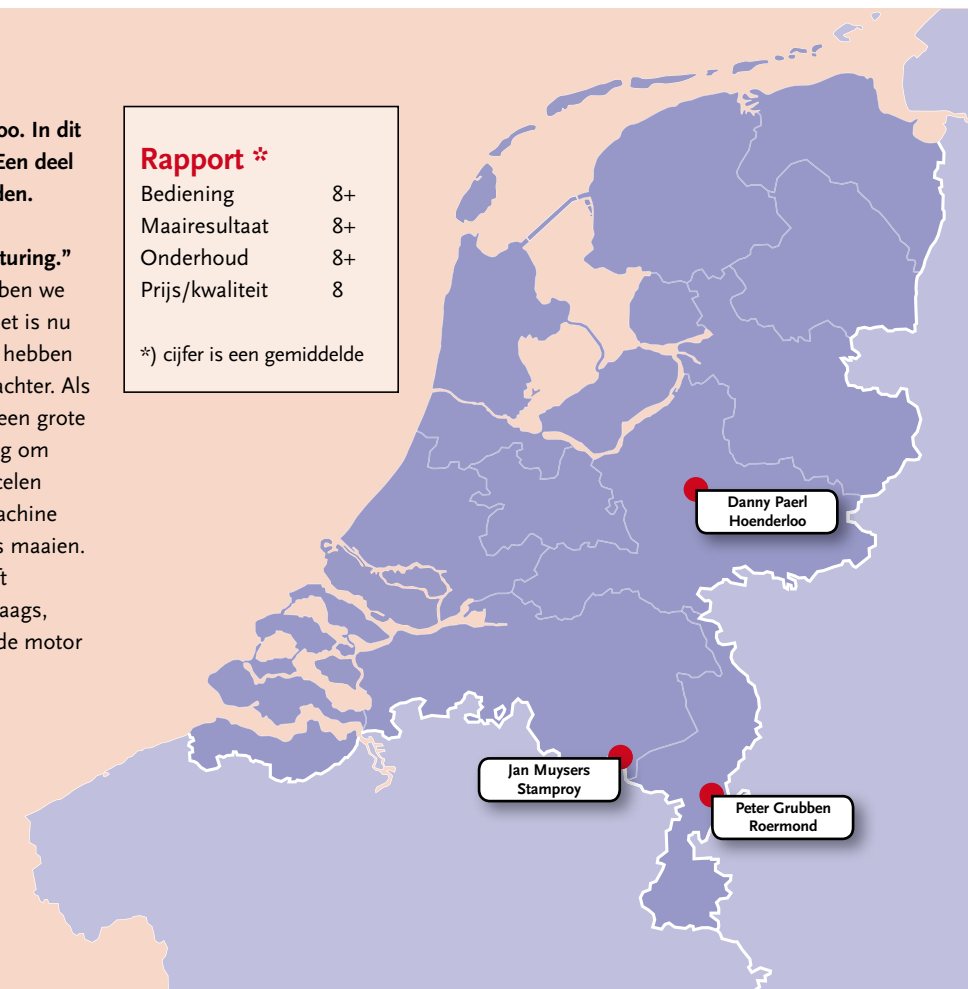 oo. In dit
Een deel
den.
turing."
ben we
et is nu
hebben
achter. Als
een grote
g om
celen
achine
s maaien.
ft
aags,
de motor
Rapport *
Bediening 8+
Maairesultaat 8+
Onderhoud 8+
Prijs/kwaliteit 8
*) cijfer is een gemiddelde
Danny Paerl
Hoenderloo
Jan Muysers
Stamproy
Peter Grubben
Roermond